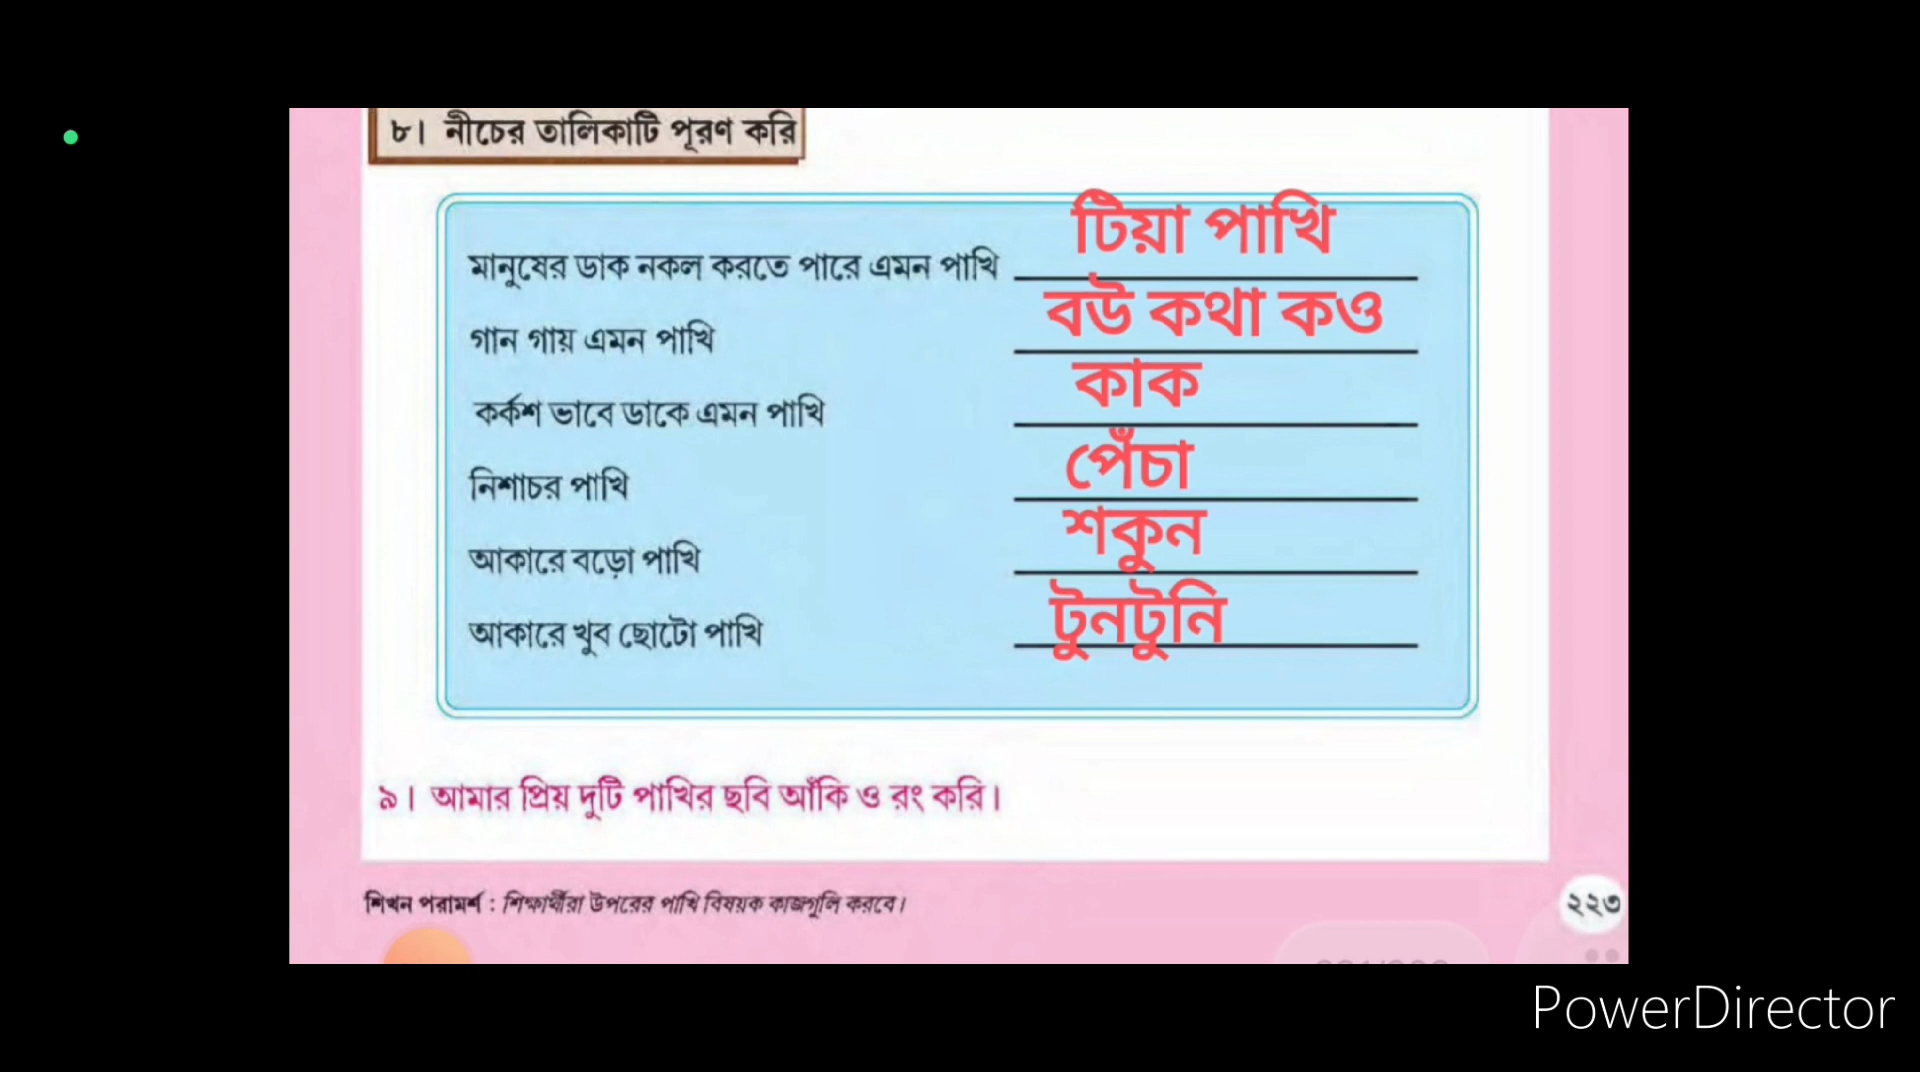 ৮। নীচের তালিকাটি পূরণ করি
মানুষের ডাক নকল করতে পারে এমন পাখি টিয়া পাখি
গান গায় এমন পাখি বউ কথা কও
কর্কশ ভাবে ডাকে এমন পাখি কাক
নিশাচর পাখি পেঁচা
আকারে বড়ো পাখি শকুন
আকারে খুব ছোটো পাখি টুনটুনি
৯। আমার প্রিয় দুটি পাখির ছবি আঁকি ও রং করি।
শিখন পরামর্শ : শিক্ষার্থীরা উপরের পাখি বিষয়ক কাজগুলি করবে।
২২৩
PowerDirector